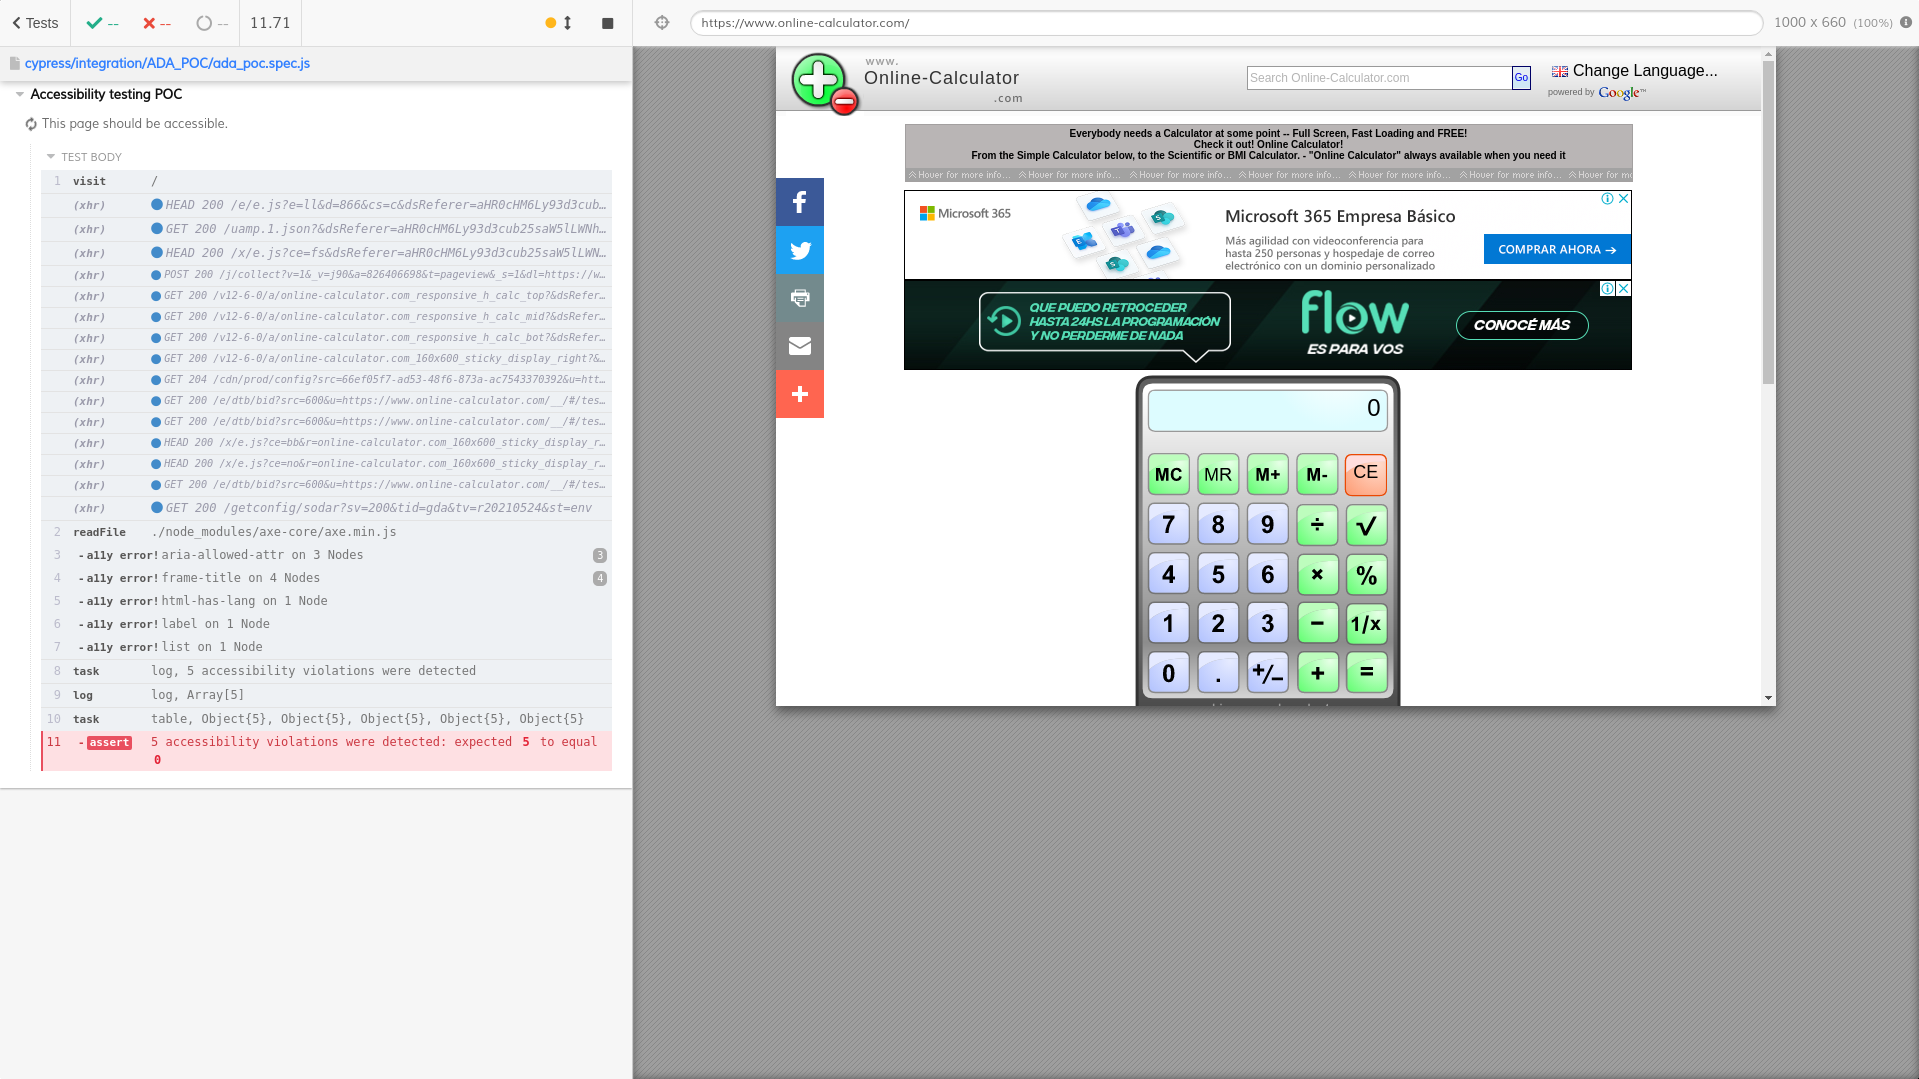 Tests
--
--
--
11.71
cypress/integration/ADA_POC/ada_poc.spec.js
Accessibility testing POC
This page should be accessible.
TEST BODY
1 visit /
(xhr) HEAD 200 /e/e.js?e=ll&d=866&cs=c&dsReferer=aHR0cHM6Ly93d3cub…
(xhr) GET 200 /uamp.1.json?&dsReferer=aHR0cHM6Ly93d3cub25saW5lLWNh…
(xhr) HEAD 200 /x/e.js?ce=fs&dsReferer=aHR0cHM6Ly93d3cub25saW5lLWN…
(xhr) POST 200 /j/collect?v=1&_v=j90&a=826406698&t=pageview&_s=1&dl=https://w…
(xhr) GET 200 /v12-6-0/a/online-calculator.com_responsive_h_calc_top?&dsRefer…
(xhr) GET 200 /v12-6-0/a/online-calculator.com_responsive_h_calc_mid?&dsRefer…
(xhr) GET 200 /v12-6-0/a/online-calculator.com_responsive_h_calc_bot?&dsRefer…
(xhr) GET 200 /v12-6-0/a/online-calculator.com_160x600_sticky_display_right?&…
(xhr) GET 204 /cdn/prod/config?src=66ef05f7-ad53-48f6-873a-ac7543370392&u=htt…
(xhr) GET 200 /e/dtb/bid?src=600&u=https://www.online-calculator.com/__/#/tes…
(xhr) GET 200 /e/dtb/bid?src=600&u=https://www.online-calculator.com/__/#/tes…
(xhr) HEAD 200 /x/e.js?ce=bb&r=online-calculator.com_160x600_sticky_display_r…
(xhr) HEAD 200 /x/e.js?ce=no&r=online-calculator.com_160x600_sticky_display_r…
(xhr) GET 200 /e/dtb/bid?src=600&u=https://www.online-calculator.com/__/#/tes…
(xhr) GET 200 /getconfig/sodar?sv=200&tid=gda&tv=r20210524&st=env
2 readFile ./node_modules/axe-core/axe.min.js
3 -a11y error! aria-allowed-attr on 3 Nodes 3
4 -a11y error! frame-title on 4 Nodes 4
5 -a11y error! html-has-lang on 1 Node
6 -a11y error! label on 1 Node
7 -a11y error! list on 1 Node
8 task log, 5 accessibility violations were detected
9 log log, Array[5]
10 task table, Object{5}, Object{5}, Object{5}, Object{5}, Object{5}
11 -assert 5 accessibility violations were detected: expected 5 to equal
0
https://www.online-calculator.com/
1000 x 660 (100%)
www.
Online-Calculator
.com
Search Online-Calculator.com Go
Change Language...
powered by Google™
Everybody needs a Calculator at some point -- Full Screen, Fast Loading and FREE!
Check it out! Online Calculator!
From the Simple Calculator below, to the Scientific or BMI Calculator. - "Online Calculator" always available when you need it
Hover for more info... Hover for more info... Hover for more info... Hover for more info... Hover for more info... Hover for more info... Hover for mo
Microsoft 365
Microsoft 365 Empresa Básico
Más agilidad con videoconferencia para
hasta 250 personas y hospedaje de correo
electrónico con un dominio personalizado
COMPRAR AHORA →
QUE PUEDO RETROCEDER
HASTA 24HS LA PROGRAMACIÓN
Y NO PERDERME DE NADA
flow
ES PARA VOS
CONOCÉ MÁS
0
MC MR M+ M- CE
7 8 9 ÷ √
4 5 6 × %
1 2 3 − 1/x
0 . +/− + =